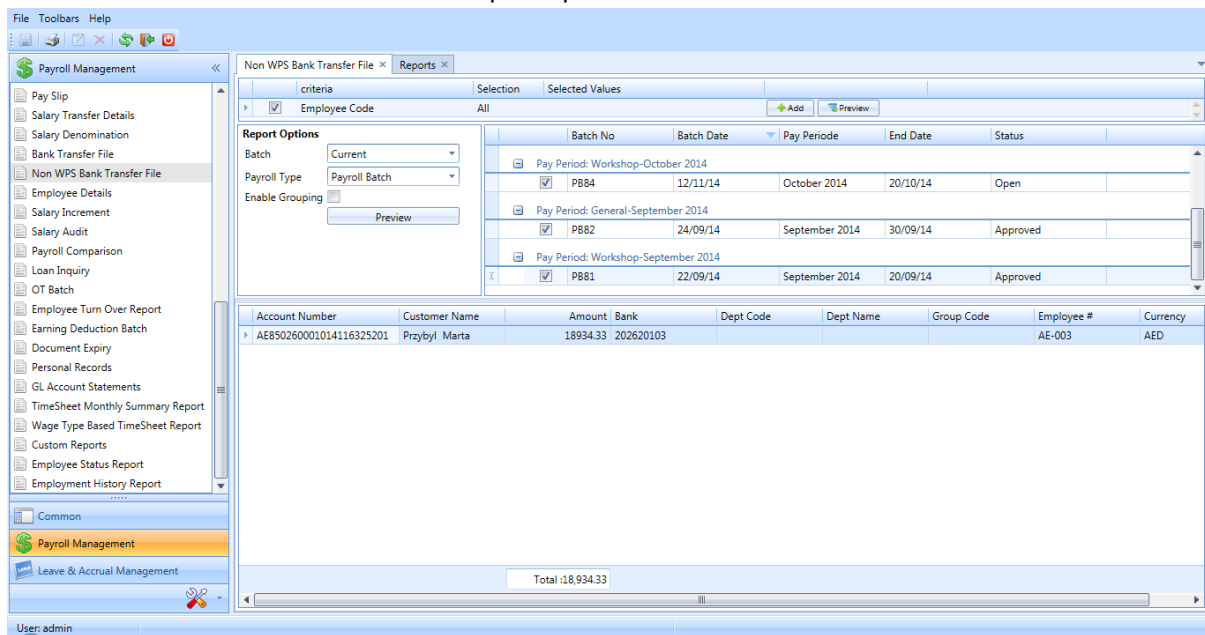 File Toolbars Help
Payroll Management «
Pay Slip
Salary Transfer Details
Salary Denomination
Bank Transfer File
Non WPS Bank Transfer File
Employee Details
Salary Increment
Salary Audit
Payroll Comparison
Loan Inquiry
OT Batch
Employee Turn Over Report
Earning Deduction Batch
Document Expiry
Personal Records
GL Account Statements
TimeSheet Monthly Summary Report
Wage Type Based TimeSheet Report
Custom Reports
Employee Status Report
Employment History Report
Common
Payroll Management
Leave & Accrual Management
Non WPS Bank Transfer File × Reports ×
criteria Selection Selected Values
Employee Code All Add Preview
Report Options
Batch Current
Payroll Type Payroll Batch
Enable Grouping
Preview
Batch No Batch Date Pay Periode End Date Status
Pay Period: Workshop-October 2014
PB84 12/11/14 October 2014 20/10/14 Open
Pay Period: General-September 2014
PB82 24/09/14 September 2014 30/09/14 Approved
Pay Period: Workshop-September 2014
PB81 22/09/14 September 2014 20/09/14 Approved
Account Number Customer Name Amount Bank Dept Code Dept Name Group Code Employee # Currency
AE850260001014116325201 Przybyl Marta 18934.33 202620103 AE-003 AED
Total :18,934.33
User: admin